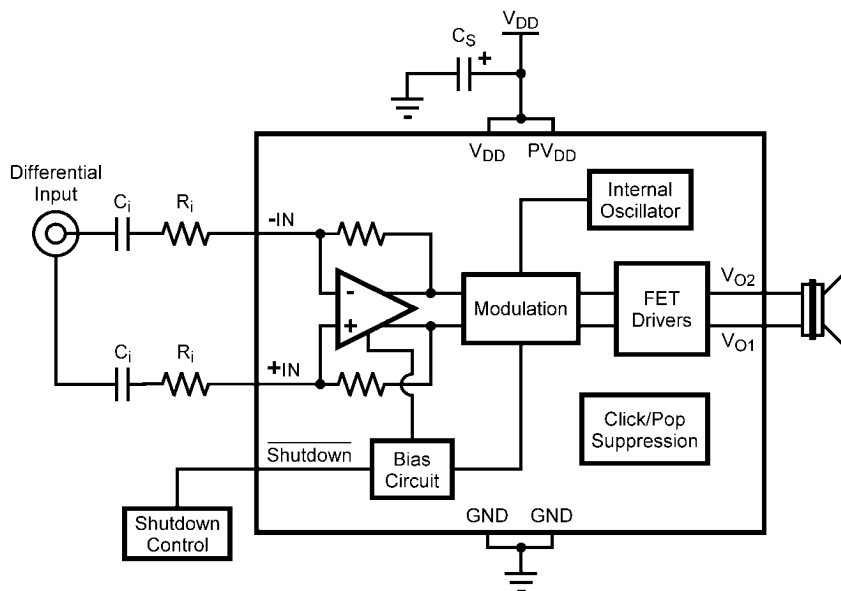 V_DD
C_S
+
V_DD PV_DD
Differential
Input
C_i R_i
-IN
Internal
Oscillator
-
+
Modulation
FET
Drivers
V_O2
V_O1
C_i R_i
+IN
Click/Pop
Suppression
Shutdown
Bias
Circuit
Shutdown
Control
GND GND